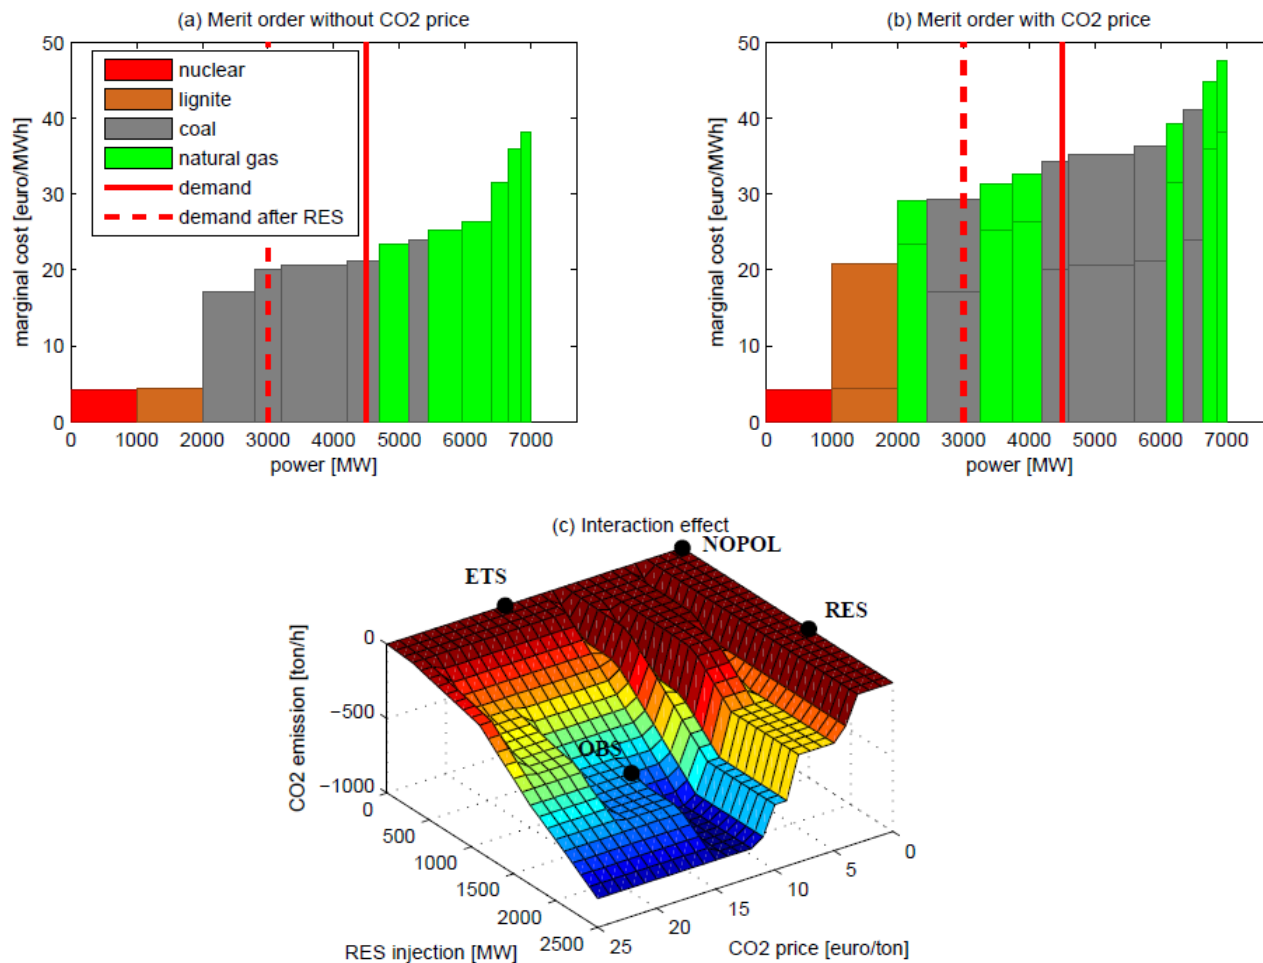 (a) Merit order without CO2 price
50
40
30
20
10
0
marginal cost [euro/MWh]
nuclear
lignite
coal
natural gas
demand
demand after RES
0 1000 2000 3000 4000 5000 6000 7000
power [MW]
(b) Merit order with CO2 price
50
40
30
20
10
0
marginal cost [euro/MWh]
0 1000 2000 3000 4000 5000 6000 7000
power [MW]
(c) Interaction effect
NOPOL
ETS
RES
OBS
CO2 emission [ton/h]
0
−500
−1000
0
500
1000
1500
2000
2500
RES injection [MW]
25
20
15
10
5
0
CO2 price [euro/ton]